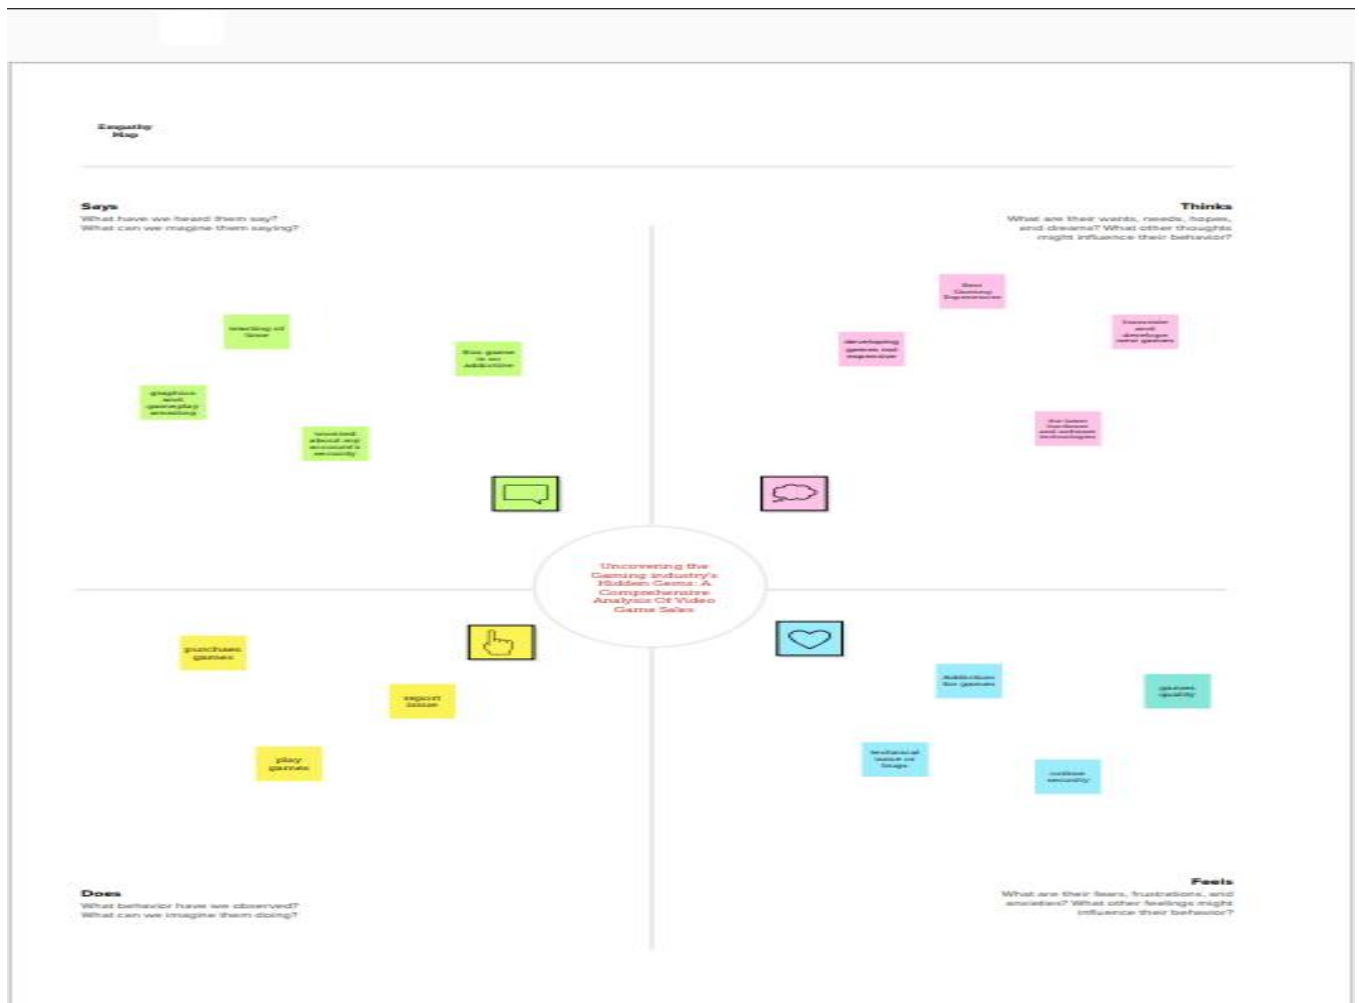 Empathy
Map
Says
What have we heard them say?
What can we imagine them saying?
Thinks
What are their wants, needs, hopes,
and dreams? What other thoughts
might influence their behavior?
wasting of
time
this game
is so
addictive
graphics
and
gameplay
amazing
worried
about my
account's
security
Best
Gaming
Experiences
developing
games not
expensive
innovate
and
develope
new games
the latest
hardware
and software
technologies
Uncovering the
Gaming industry's
Hidden Gems: A
Comprehensive
Analysis Of Video
Game Sales
purchaes
games
report
issue
play
games
Addiction
for games
games
quality
technical
issue or
bugs
online
security
Does
What behavior have we observed?
What can we imagine them doing?
Feels
What are their fears, frustrations, and
anxieties? What other feelings might
influence their behavior?